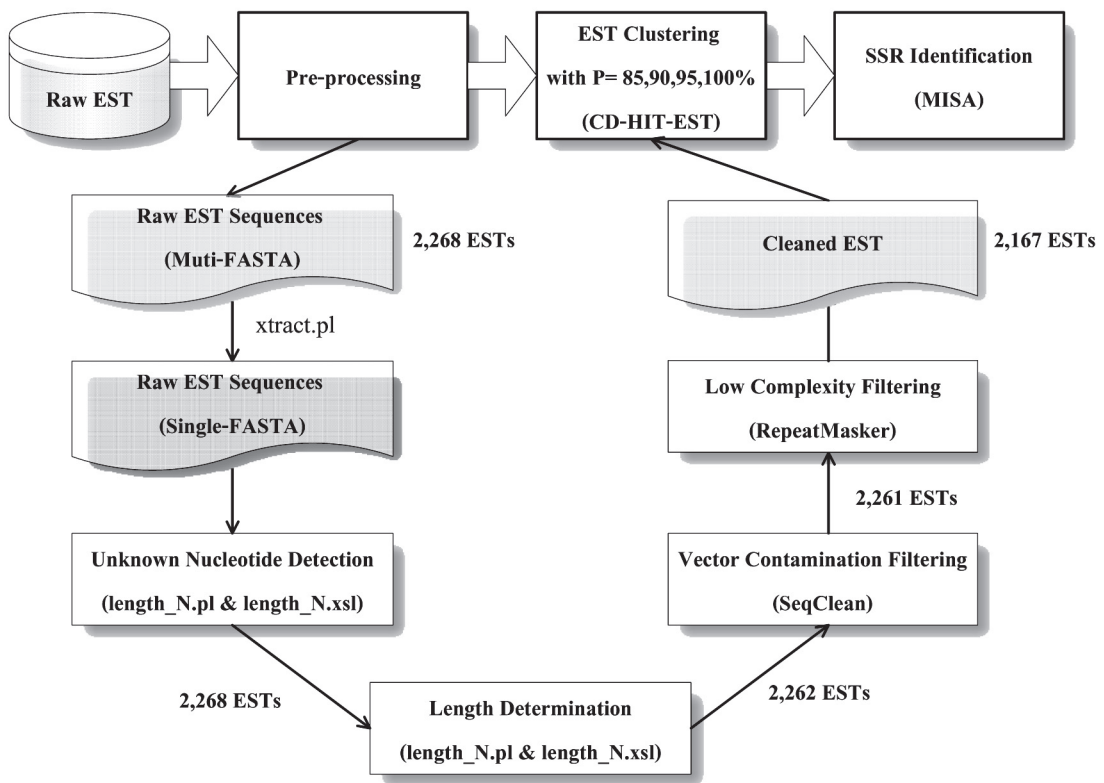 Raw EST
Pre-processing
EST Clustering
with P= 85,90,95,100%
(CD-HIT-EST)
SSR Identification
(MISA)
Raw EST Sequences
(Muti-FASTA)
2,268 ESTs
xtract.pl
Raw EST Sequences
(Single-FASTA)
Unknown Nucleotide Detection
(length_N.pl & length_N.xsl)
2,268 ESTs
Length Determination
(length_N.pl & length_N.xsl)
2,262 ESTs
Vector Contamination Filtering
(SeqClean)
2,261 ESTs
Low Complexity Filtering
(RepeatMasker)
Cleaned EST
2,167 ESTs